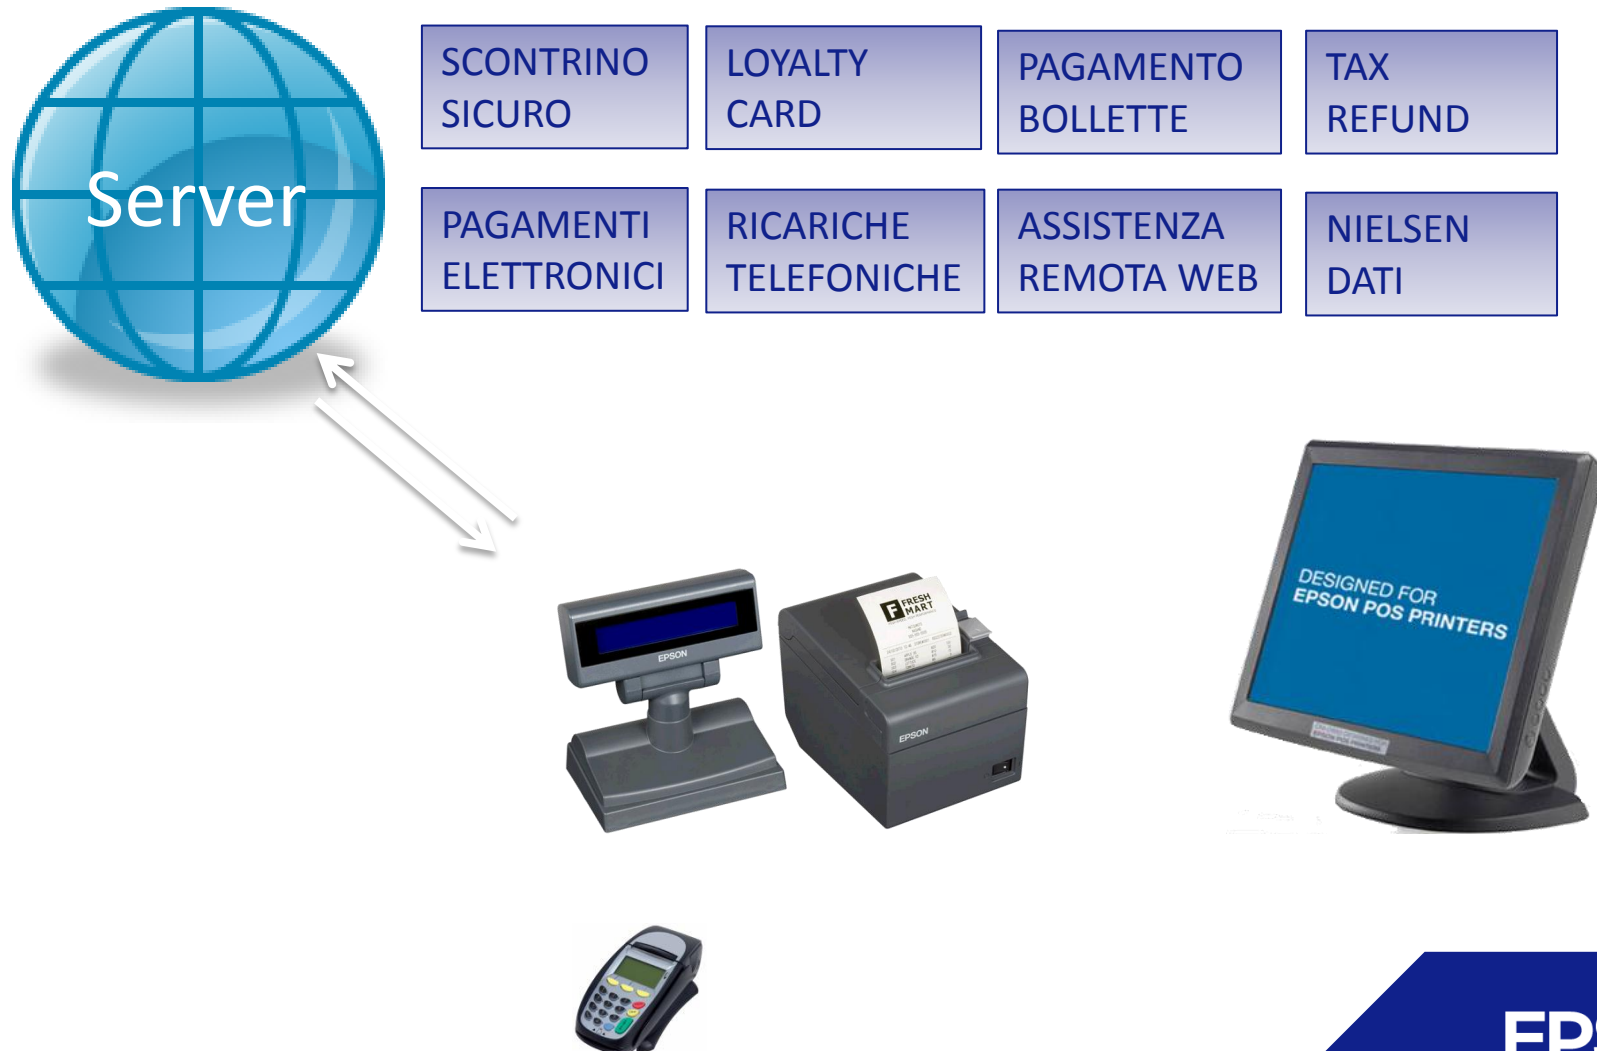 Server
SCONTRINO
SICURO
LOYALTY
CARD
PAGAMENTO
BOLLETTE
TAX
REFUND
PAGAMENTI
ELETTRONICI
RICARICHE
TELEFONICHE
ASSISTENZA
REMOTA WEB
NIELSEN
DATI
DESIGNED FOR
EPSON POS PRINTERS
EPSON
F FRESH
MART
EPSON